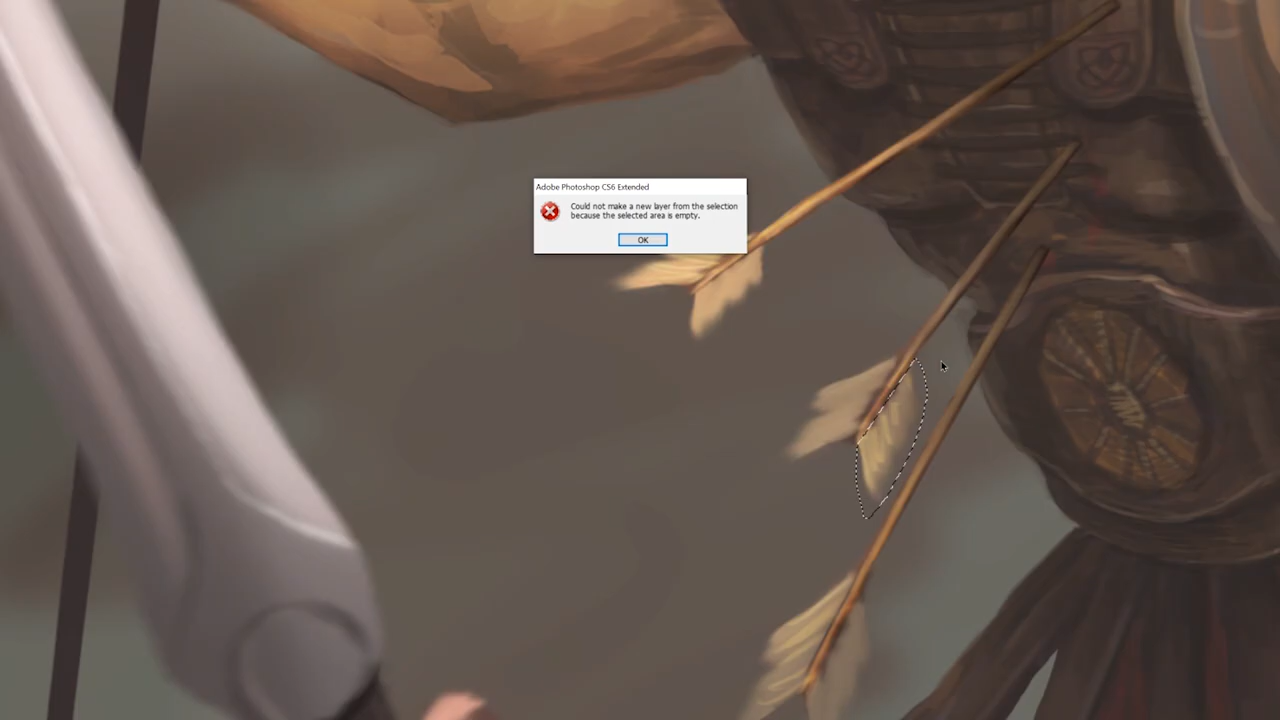 Adobe Photoshop CS6 Extended
Could not make a new layer from the selection
because the selected area is empty.
OK